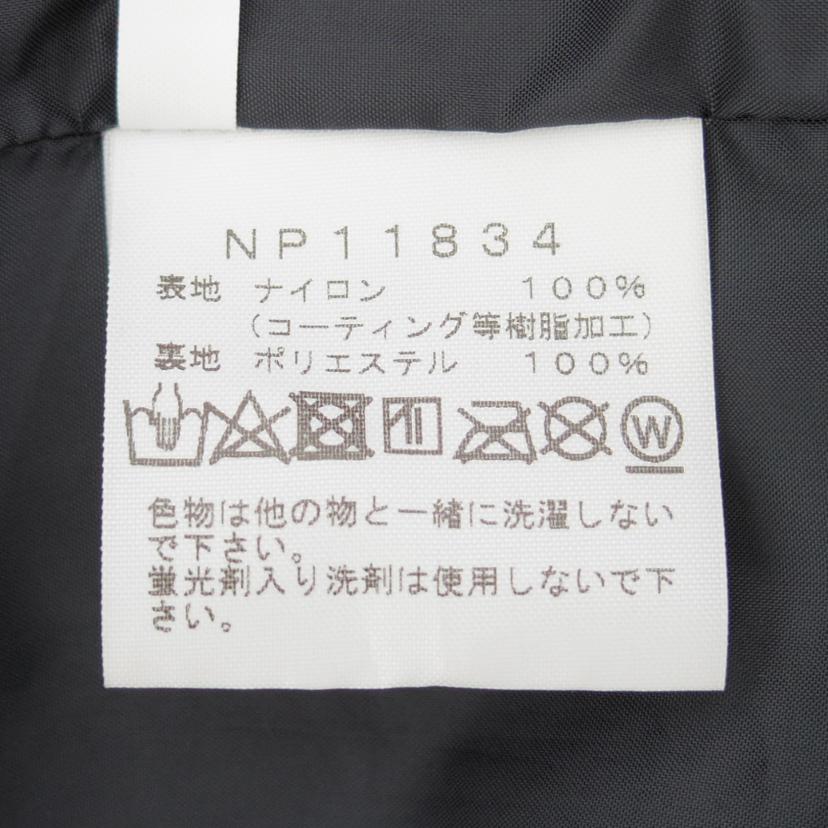 NP11834
表地 ナイロン 100%
(コーティング等樹脂加工)
裏地 ポリエステル 100%
W
色物は他の物と一緒に洗濯しない
で下さい。
蛍光剤入り洗剤は使用しないで下
さい。